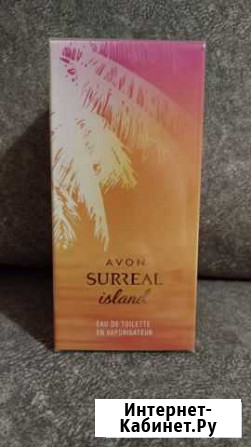 AVON
SURREAL
island
EAU DE TOILETTE
EN VAPORISATEUR
Интернет-
Кабинет.Ру